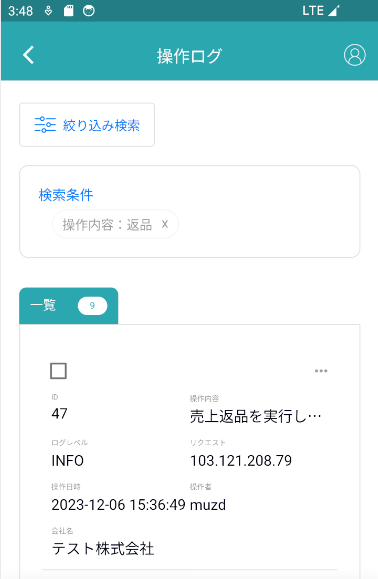 3:48 LTE
操作ログ
絞り込み検索
検索条件
操作内容：返品 x
一覧 9
ID 操作内容
47 売上返品を実行し…
ログレベル リクエスト
INFO 103.121.208.79
操作日時 操作者
2023-12-06 15:36:49 muzd
会社名
テスト株式会社